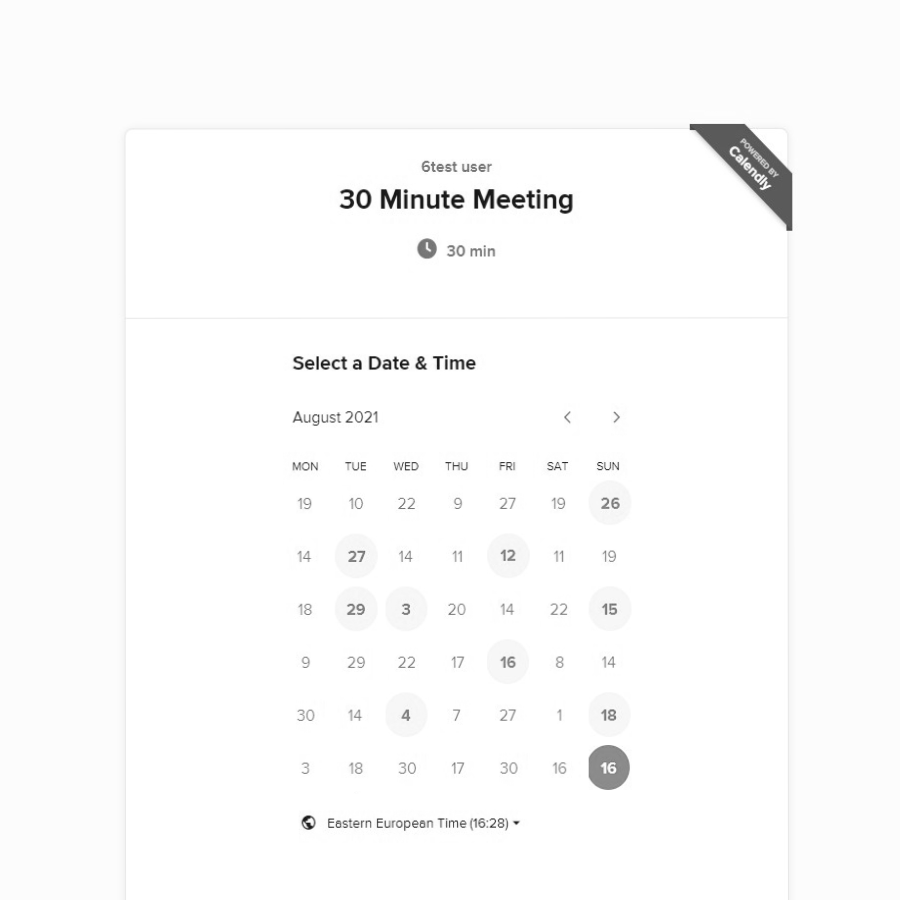 POWERED BY
Calendly
6test user
30 Minute Meeting
30 min
Select a Date & Time
August 2021
MON TUE WED THU FRI SAT SUN
19 10 22 9 27 19 26
14 27 14 11 12 11 19
18 29 3 20 14 22 15
9 29 22 17 16 8 14
30 14 4 7 27 1 18
3 18 30 17 30 16 16
Eastern European Time (16:28)